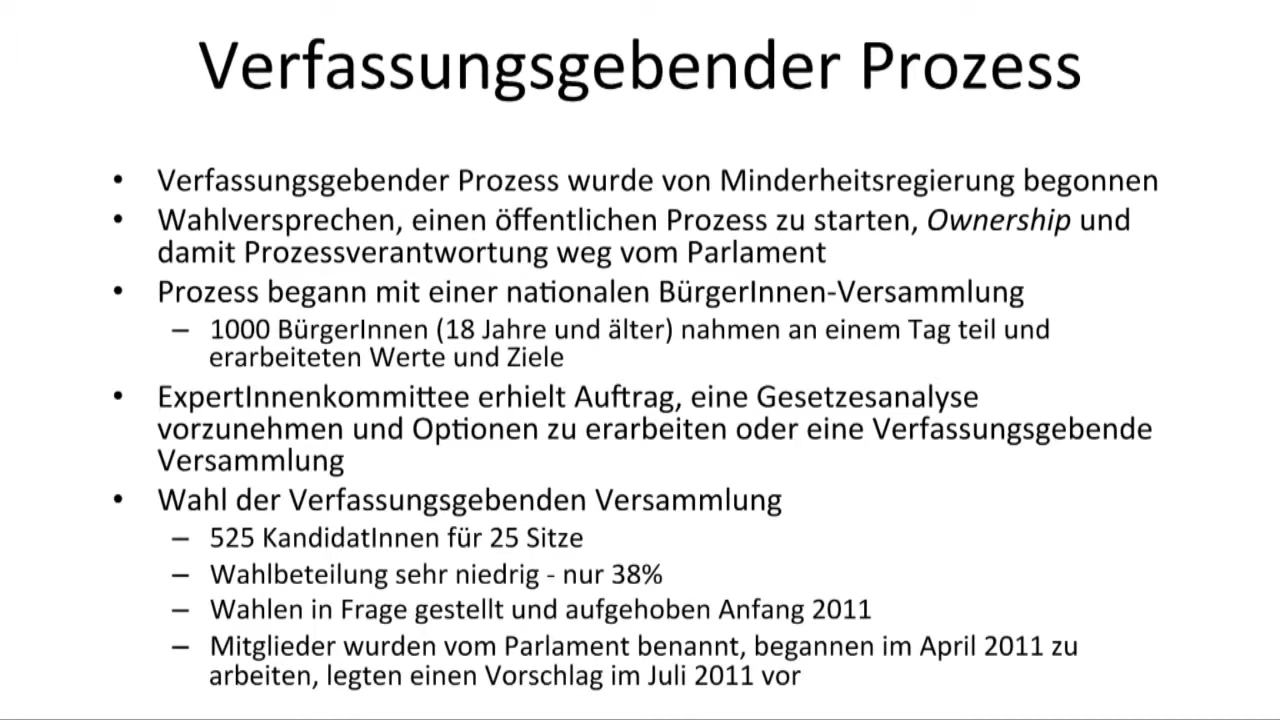 Verfassungsgebender Prozess
• Verfassungsgebender Prozess wurde von Minderheitsregierung begonnen
• Wahlversprechen, einen öffentlichen Prozess zu starten, Ownership und
damit Prozessverantwortung weg vom Parlament
• Prozess begann mit einer nationalen BürgerInnen-Versammlung
– 1000 BürgerInnen (18 Jahre und älter) nahmen an einem Tag teil und
erarbeiteten Werte und Ziele
• ExpertInnenkommittee erhielt Auftrag, eine Gesetzesanalyse
vorzunehmen und Optionen zu erarbeiten oder eine Verfassungsgebende
Versammlung
• Wahl der Verfassungsgebenden Versammlung
– 525 KandidatInnen für 25 Sitze
– Wahlbeteilung sehr niedrig - nur 38%
– Wahlen in Frage gestellt und aufgehoben Anfang 2011
– Mitglieder wurden vom Parlament benannt, begannen im April 2011 zu
arbeiten, legten einen Vorschlag im Juli 2011 vor